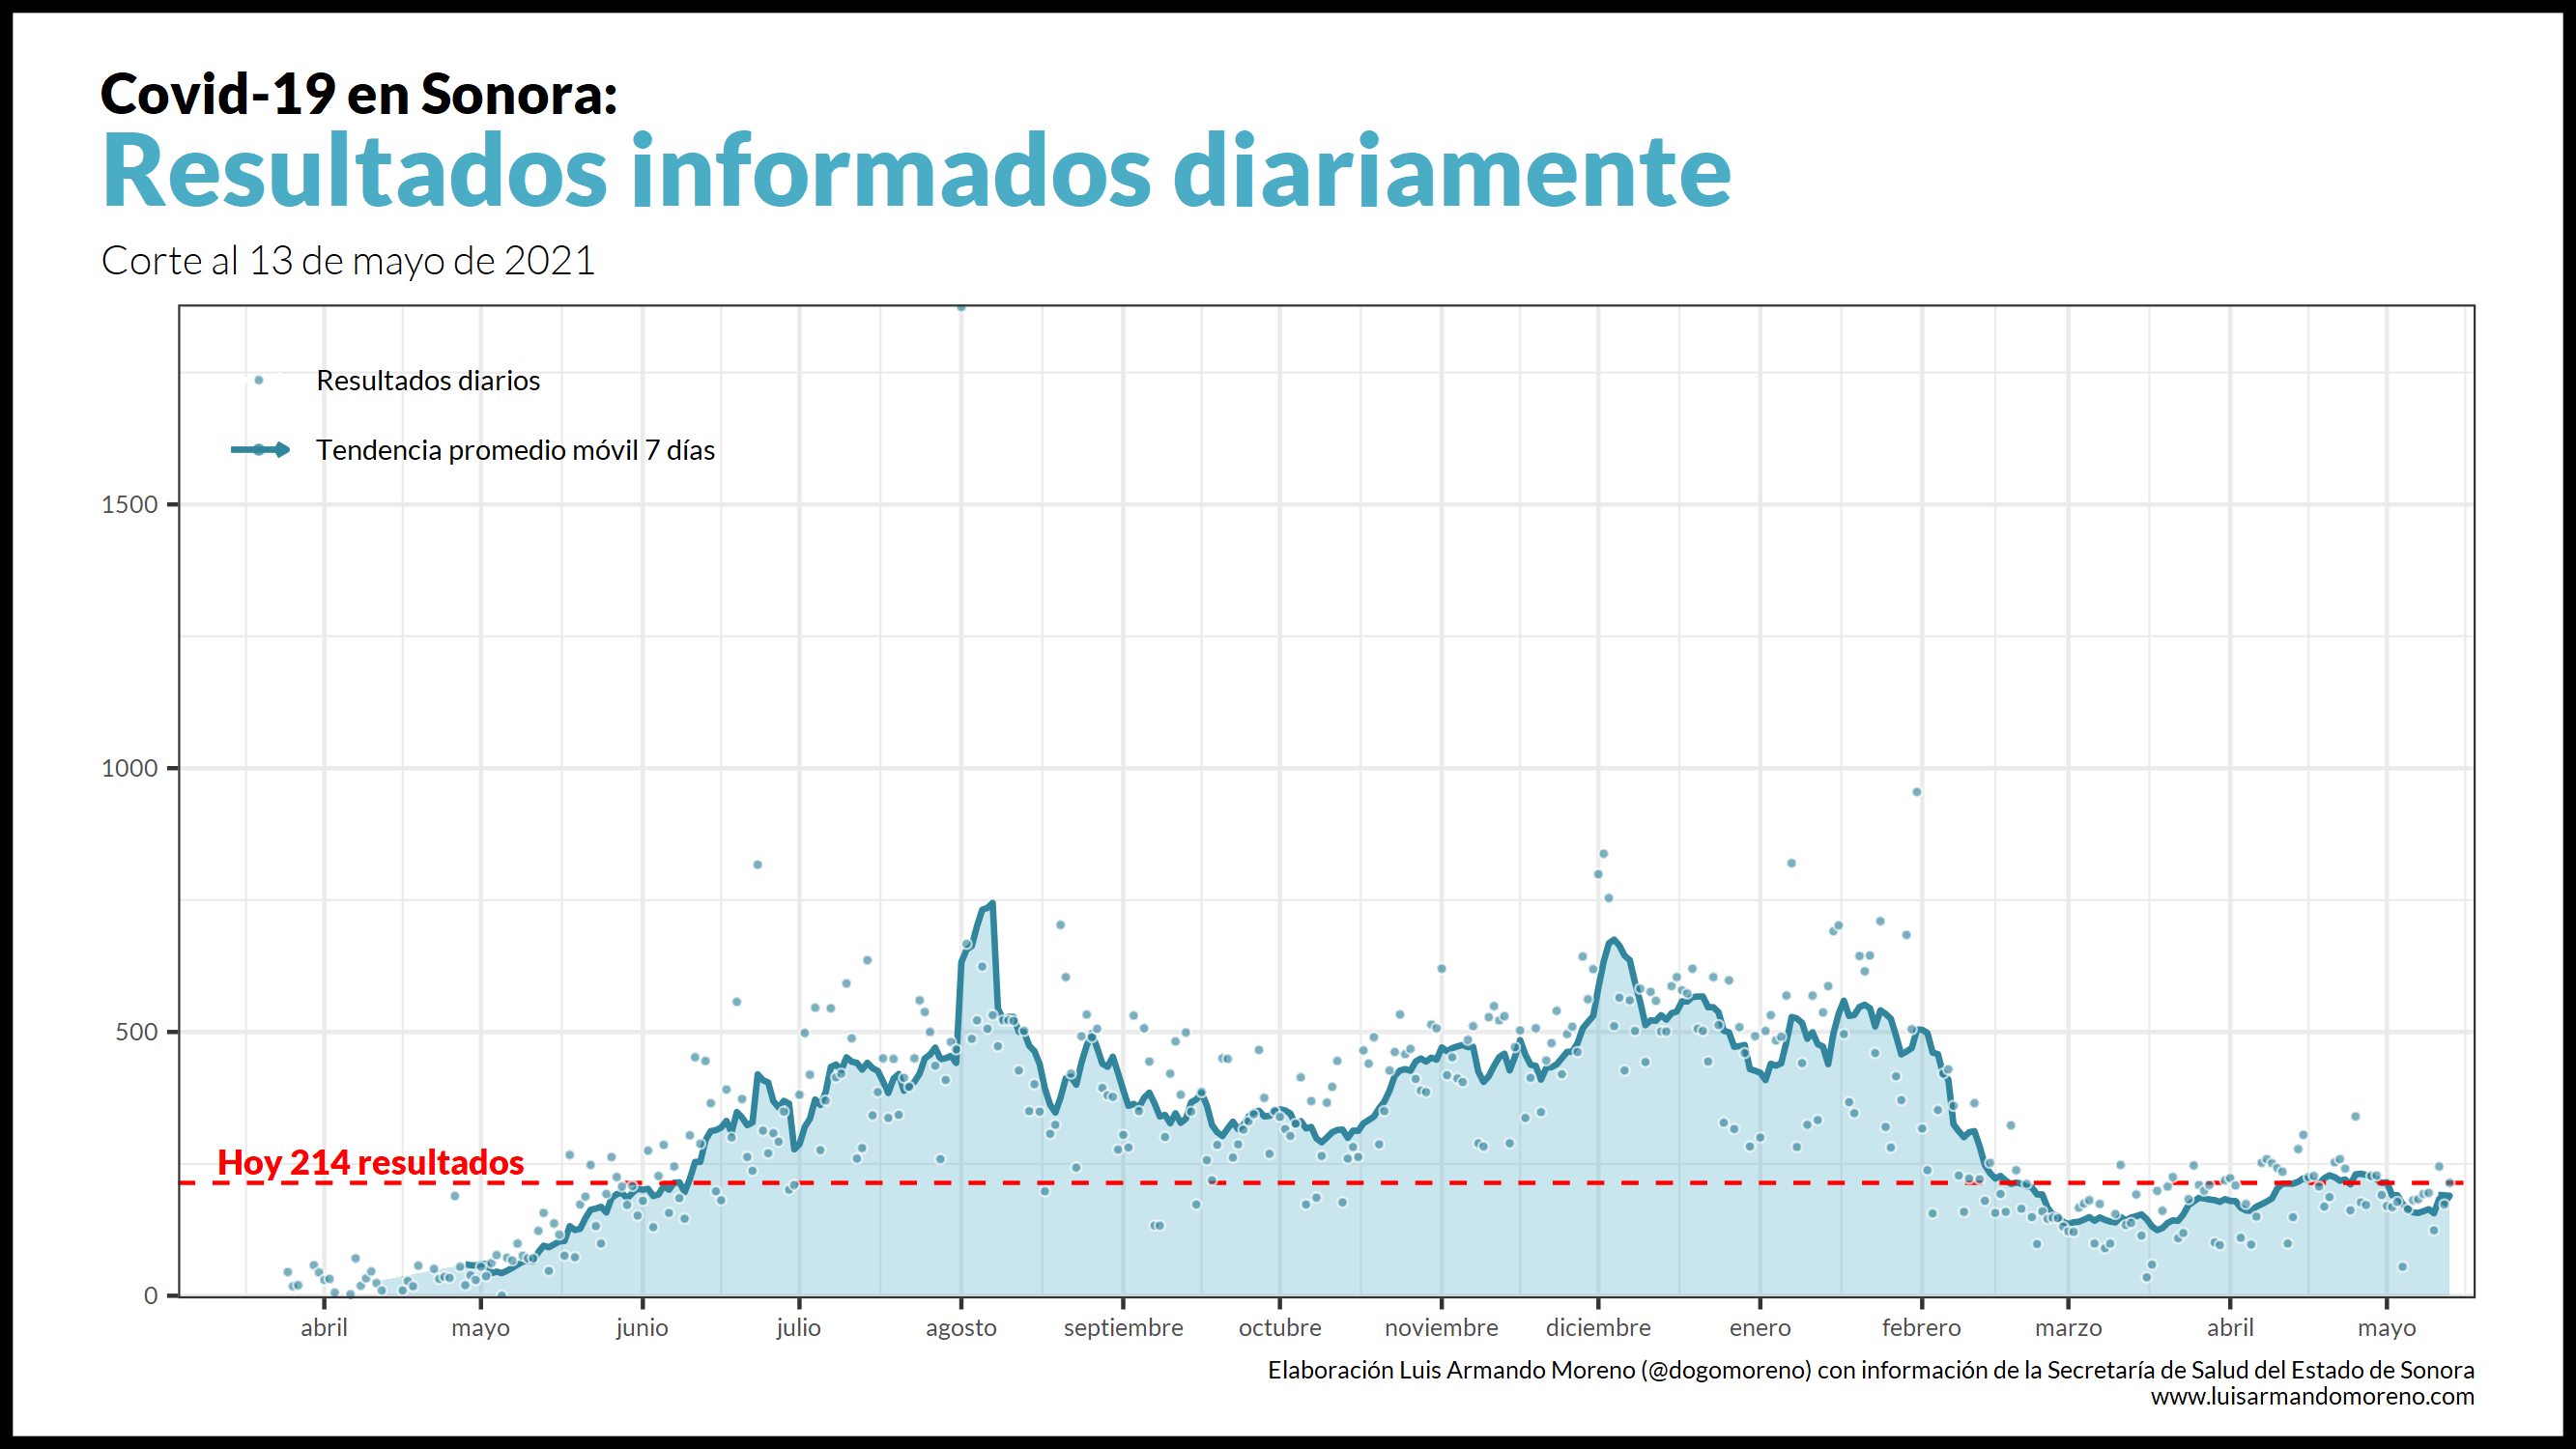 Covid-19 en Sonora:
Resultados informados diariamente
Corte al 13 de mayo de 2021
Resultados diarios
Tendencia promedio móvil 7 días
1500
1000
500
0
Hoy 214 resultados
abril mayo junio julio agosto septiembre octubre noviembre diciembre enero febrero marzo abril mayo
Elaboración Luis Armando Moreno (@dogomoreno) con información de la Secretaría de Salud del Estado de Sonora
www.luisarmandomoreno.com